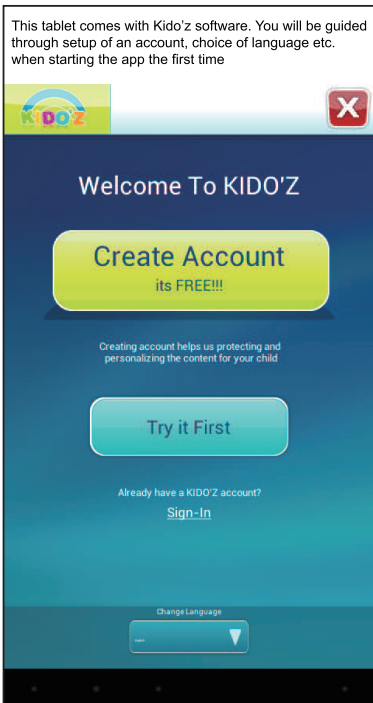 This tablet comes with Kido'z software. You will be guided
through setup of an account, choice of language etc.
when starting the app the first time
KIDO'Z
X
Welcome To KIDO'Z
Create Account
its FREE!!!
Creating account helps us protecting and
personalizing the content for your child
Try it First
Already have a KIDO'Z account?
Sign-In
Change Language